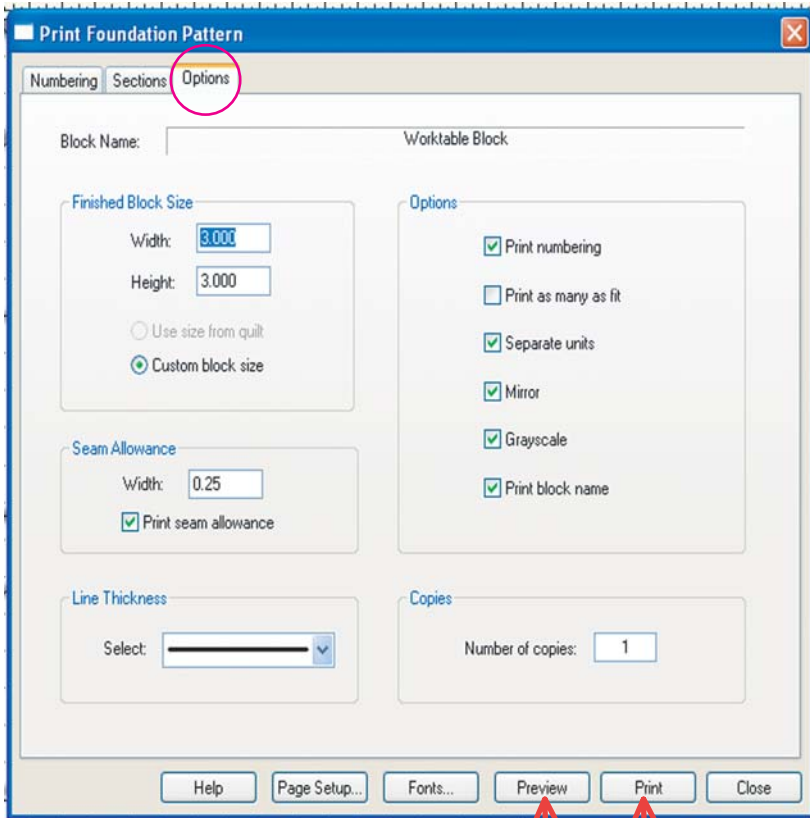 Print Foundation Pattern
Numbering Sections Options
Block Name: Worktable Block
Finished Block Size
Width: 3.000
Height: 3.000
Use size from quilt
Custom block size
Seam Allowance
Width: 0.25
Print seam allowance
Line Thickness
Select:
Options
Print numbering
Print as many as fit
Separate units
Mirror
Grayscale
Print block name
Copies
Number of copies: 1
Help Page Setup... Fonts... Preview Print Close